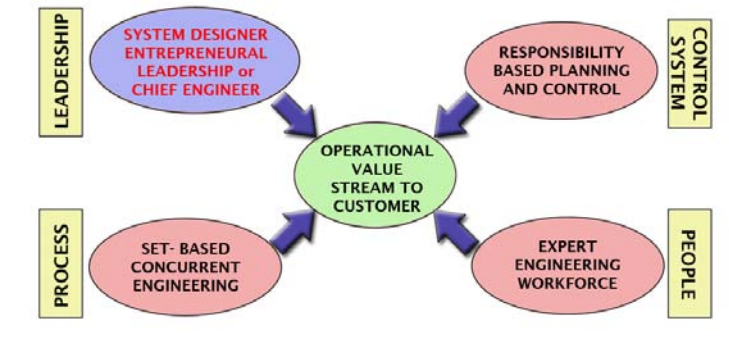 LEADERSHIP
SYSTEM DESIGNER
ENTREPRENEURAL
LEADERSHIP or
CHIEF ENGINEER
RESPONSIBILITY
BASED PLANNING
AND CONTROL
CONTROL
SYSTEM
OPERATIONAL
VALUE
STREAM TO
CUSTOMER
PROCESS
SET- BASED
CONCURRENT
ENGINEERING
EXPERT
ENGINEERING
WORKFORCE
PEOPLE